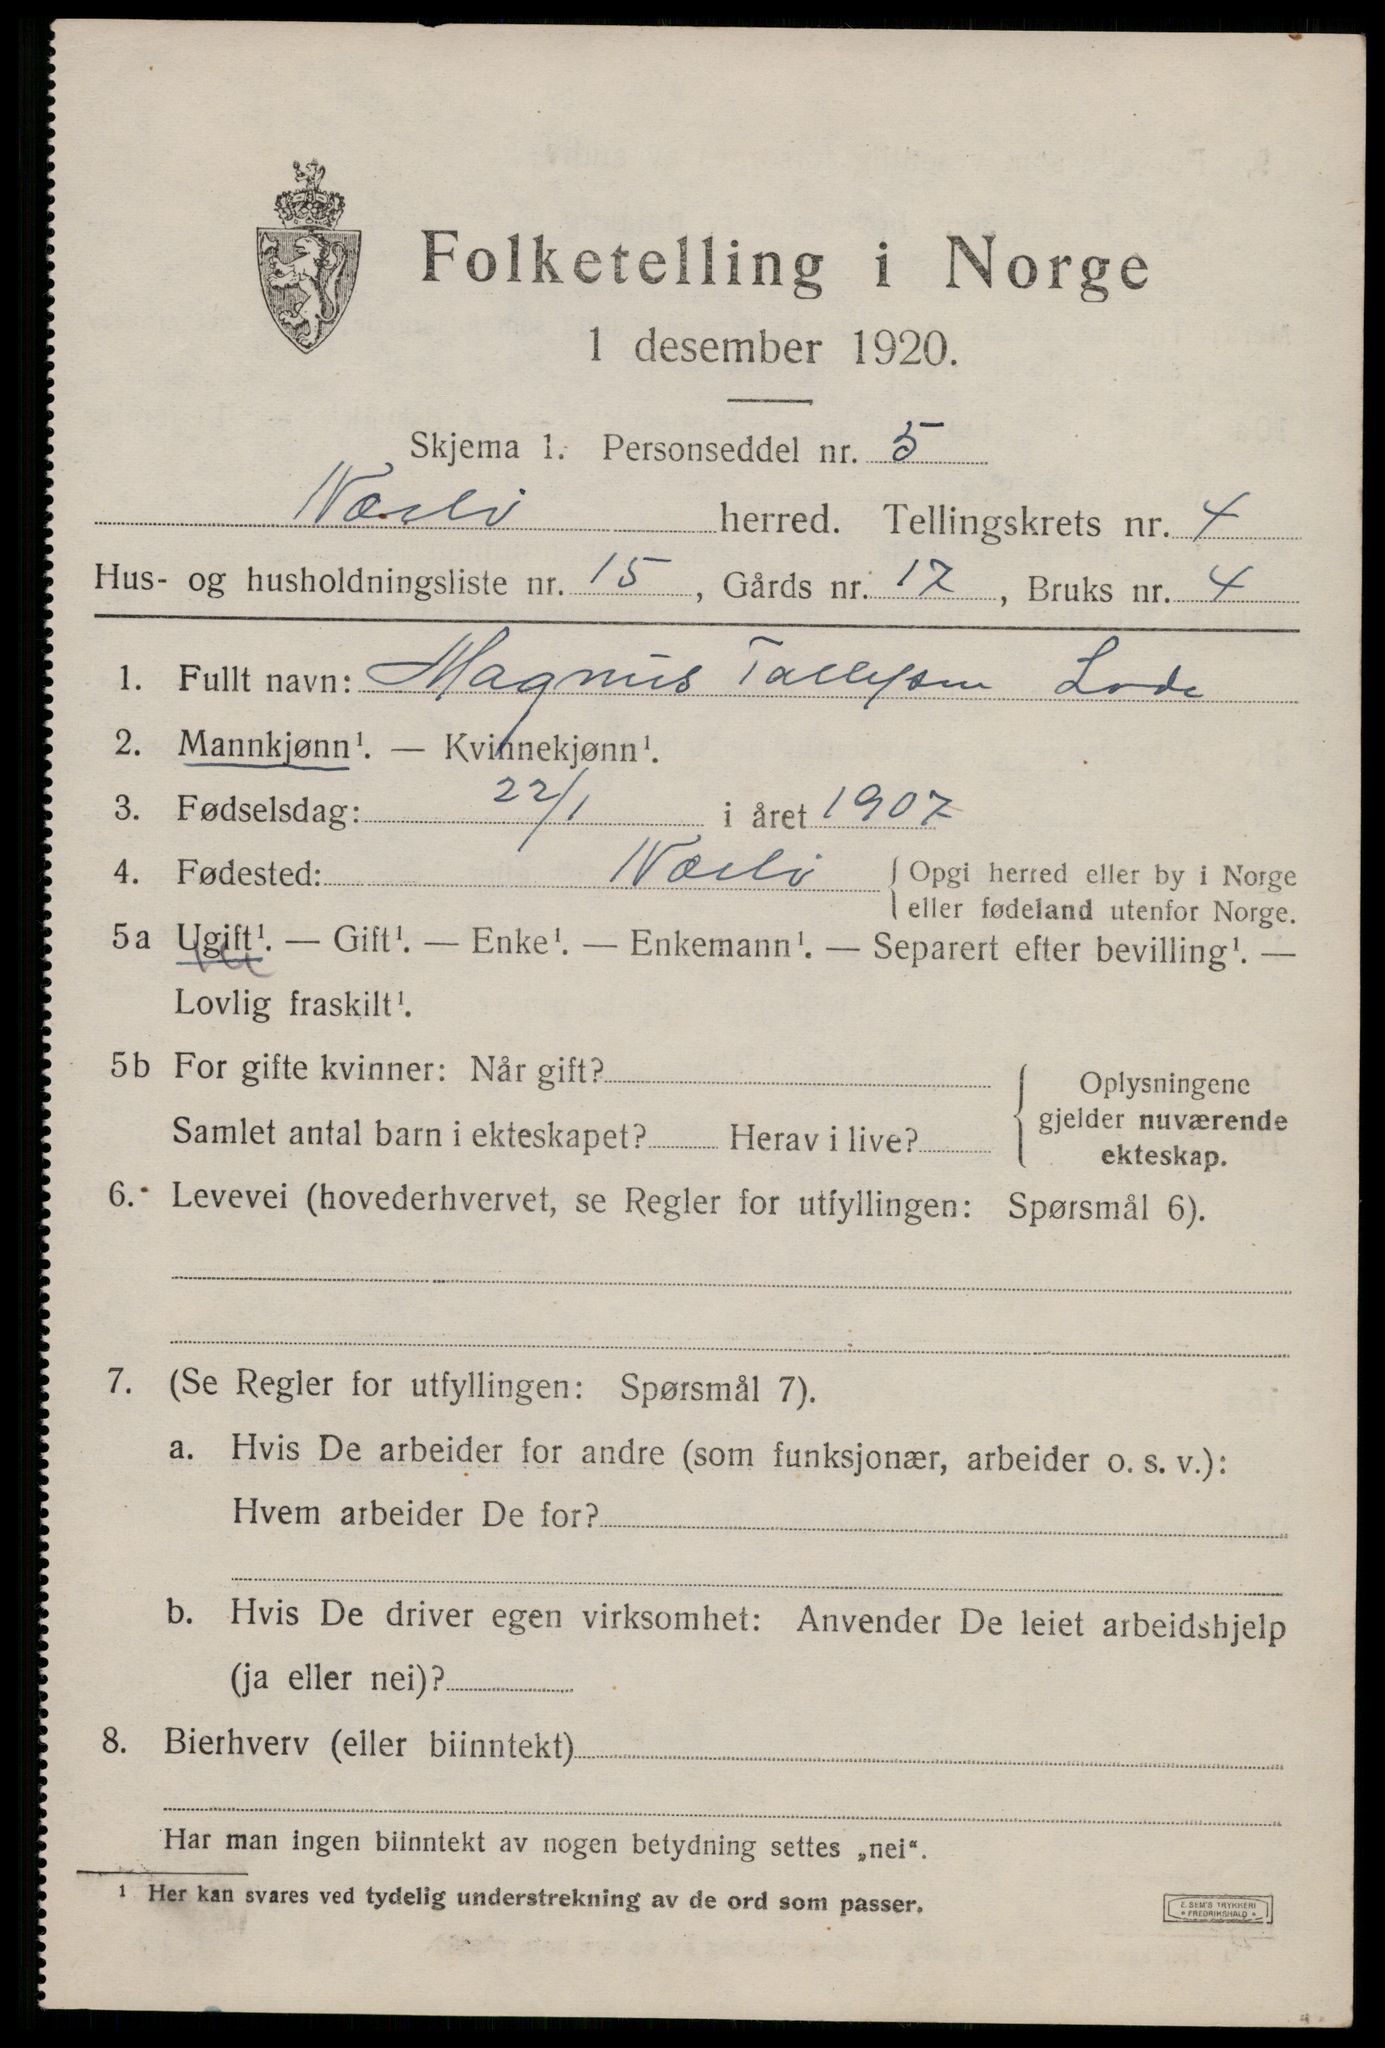 Folketelling i Norge
1 desember 1920.
Skjema 1. Personseddel nr. 5
herred. Tellingskrets nr. 4
Hus- og husholdningsliste nr. 15, Gårds nr. 17, Bruks nr. 4
1. Fullt navn: Magnus Tallefsen Lode
2. Mannkjønn¹. — Kvinnekjønn¹.
3. Fødselsdag: 22/1 i året 1907
4. Fødested: { Opgi herred eller by i Norge
eller fødeland utenfor Norge.
5a Ugift¹. — Gift¹. — Enke¹. — Enkemann¹. — Separert efter bevilling¹. —
Lovlig fraskilt¹.
5b For gifte kvinner: Når gift?
Samlet antal barn i ekteskapet? Herav i live?
{ Oplysningene
gjelder nuværende
ekteskap.
6. Levevei (hovederhvervet, se Regler for utfyllingen: Spørsmål 6).
7. (Se Regler for utfyllingen: Spørsmål 7).
a. Hvis De arbeider for andre (som funksjonær, arbeider o. s. v.):
Hvem arbeider De for?
b. Hvis De driver egen virksomhet: Anvender De leiet arbeidshjelp
(ja eller nei)?
8. Bierhverv (eller biinntekt)
Har man ingen biinntekt av nogen betydning settes „nei“.
¹ Her kan svares ved tydelig understrekning av de ord som passer.
E. SEM'S TRYKKERI
* FREDRIKSHALD *